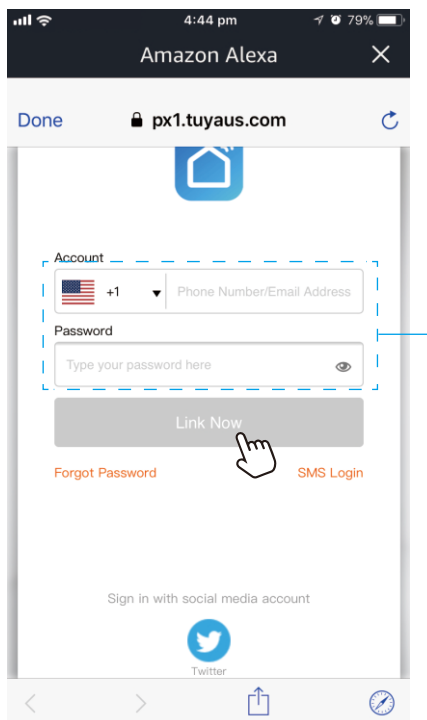 4:44 pm 79%
Amazon Alexa
Done px1.tuyaus.com
Account
+1 Phone Number/Email Address
Password
Type your password here
Link Now
Forgot Password SMS Login
Sign in with social media account
Twitter